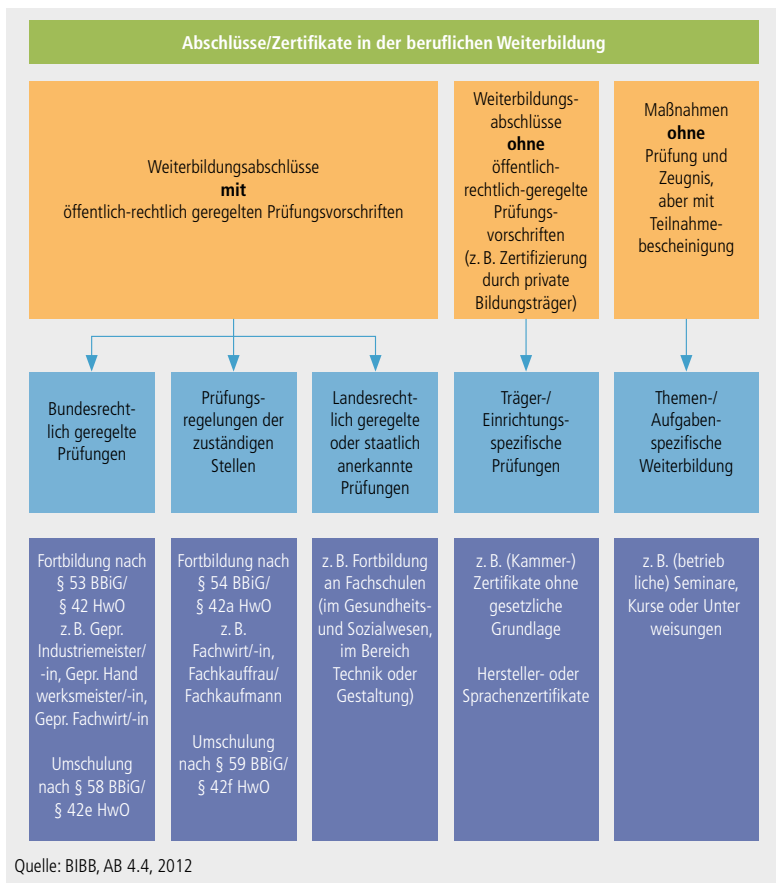 Abschlüsse/Zertifikate in der beruflichen Weiterbildung
Weiterbildungsabschlüsse
mit
öffentlich-rechtlich geregelten Prüfungsvorschriften
Weiterbildungs-
abschlüsse
ohne
öffentlich-
rechtlich-geregelte
Prüfungs-
vorschriften
(z. B. Zertifizierung
durch private
Bildungsträger)
Maßnahmen
ohne
Prüfung und
Zeugnis,
aber mit
Teilnahme-
bescheinigung
Bundesrecht-
lich geregelte
Prüfungen
Prüfungs-
regelungen der
zuständigen
Stellen
Landesrecht-
lich geregelte
oder staatlich
anerkannte
Prüfungen
Träger-/
Einrichtungs-
spezifische
Prüfungen
Themen-/
Aufgaben-
spezifische
Weiterbildung
Fortbildung nach
§ 53 BBiG/
§ 42 HwO
z. B. Gepr.
Industriemeister/
-in, Gepr. Hand
werksmeister/-in,
Gepr. Fachwirt/-in
Umschulung
nach § 58 BBiG/
§ 42e HwO
Fortbildung nach
§ 54 BBiG/
§ 42a HwO
z. B.
Fachwirt/-in,
Fachkauffrau/
Fachkaufmann
Umschulung
nach § 59 BBiG/
§ 42f HwO
z. B. Fortbildung
an Fachschulen
(im Gesundheits-
und Sozialwesen,
im Bereich
Technik oder
Gestaltung)
z. B. (Kammer-)
Zertifikate ohne
gesetzliche
Grundlage
Hersteller- oder
Sprachenzertifikate
z. B. (betrieb
liche) Seminare,
Kurse oder Unter
weisungen
Quelle: BIBB, AB 4.4, 2012